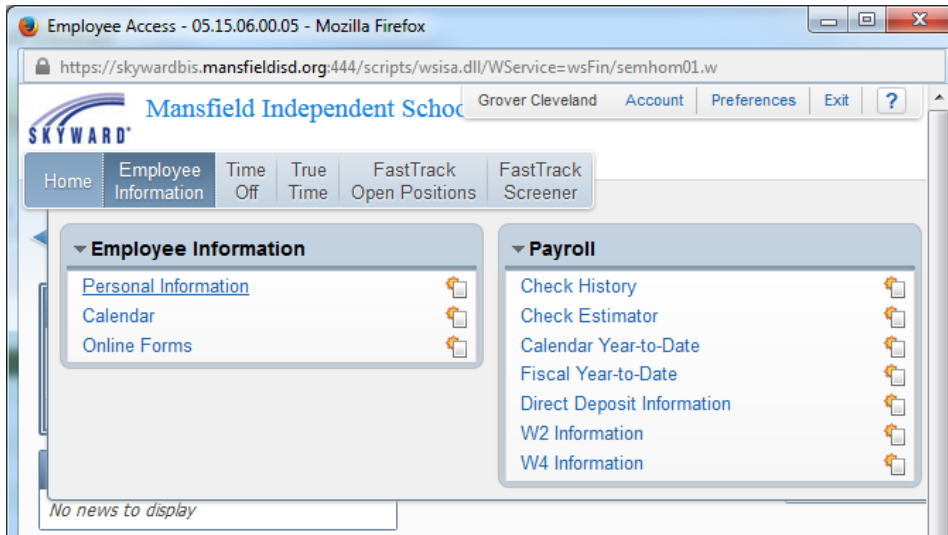 Employee Access - 05.15.06.00.05 - Mozilla Firefox
https://skywardbis.mansfieldisd.org:444/scripts/wsisa.dll/WService=wsFin/semhom01.w
SKYWARD®
Mansfield Independent School
Grover Cleveland Account Preferences Exit ?
Home
Employee Information
Time Off
True Time
FastTrack Open Positions
FastTrack Screener
Employee Information
Personal Information
Calendar
Online Forms
Payroll
Check History
Check Estimator
Calendar Year-to-Date
Fiscal Year-to-Date
Direct Deposit Information
W2 Information
W4 Information
No news to display